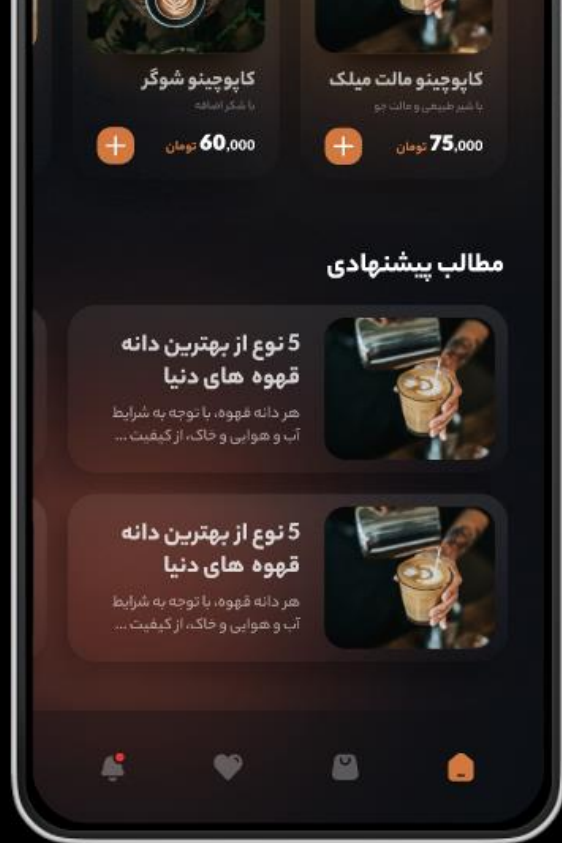 کاپوچینو مالت میلک
با شیر طبیعی و مالت جو
75,000 تومان
کاپوچینو شوگر
با شکر اضافه
60,000 تومان
مطالب پیشنهادی
5 نوع از بهترین دانه
قهوه های دنیا
هر دانه قهوه، با توجه به شرایط
آب و هوایی و خاک، از کیفیت ...
5 نوع از بهترین دانه
قهوه های دنیا
هر دانه قهوه، با توجه به شرایط
آب و هوایی و خاک، از کیفیت ...